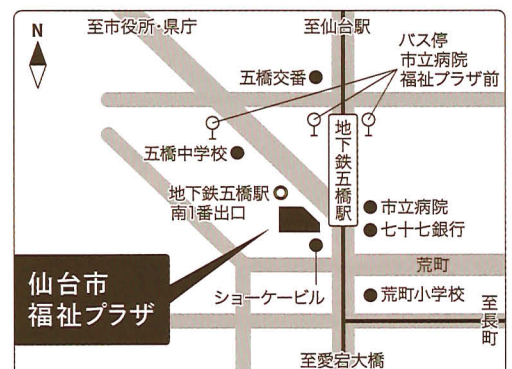 N
至市役所・県庁
至仙台駅
バス停
市立病院
福祉プラザ前
五橋交番
地下鉄五橋駅
五橋中学校
地下鉄五橋駅
南1番出口
市立病院
七十七銀行
荒町
仙台市
福祉プラザ
ショーケービル
荒町小学校
至長町
至愛宕大橋